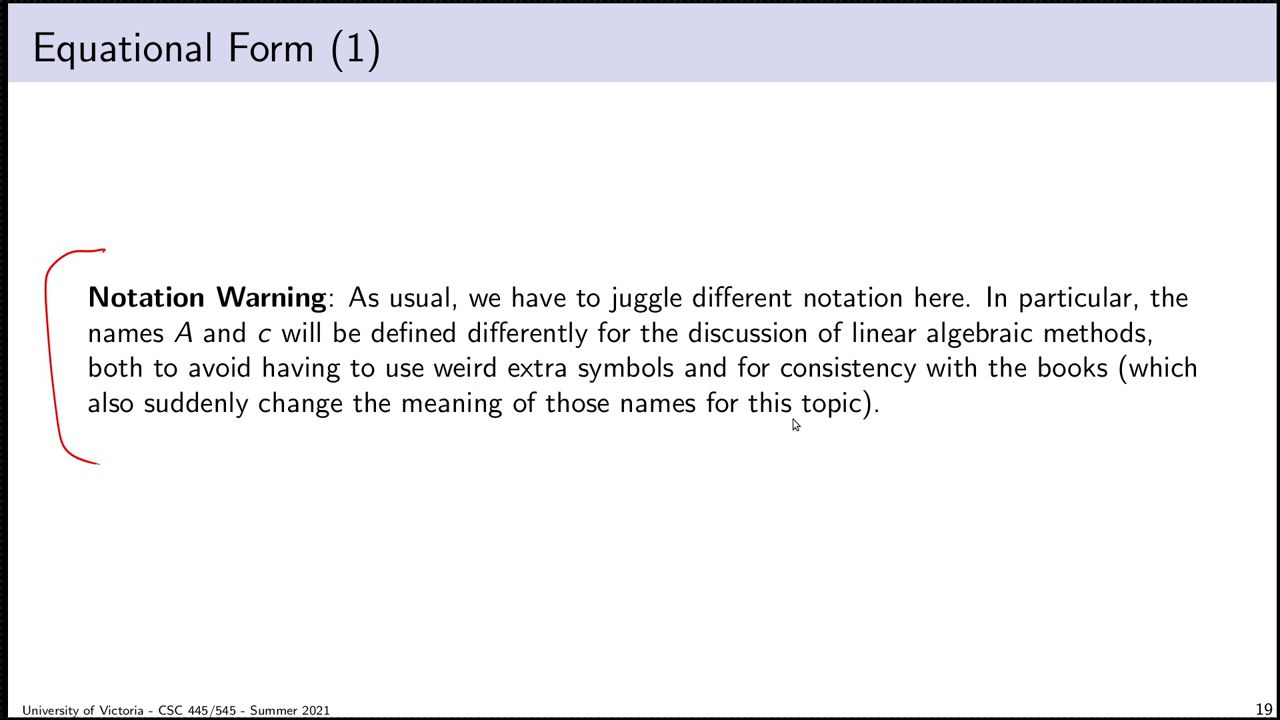 Equational Form (1)
Notation Warning: As usual, we have to juggle different notation here. In particular, the
names A and c will be defined differently for the discussion of linear algebraic methods,
both to avoid having to use weird extra symbols and for consistency with the books (which
also suddenly change the meaning of those names for this topic).
University of Victoria - CSC 445/545 - Summer 2021
19